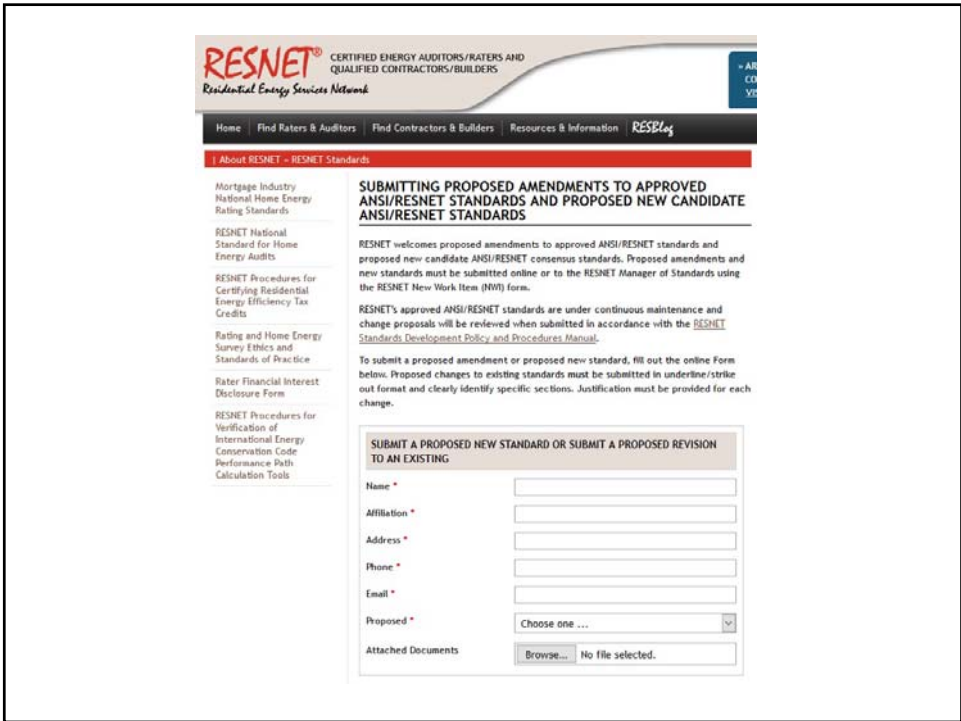 RESNET®
Residential Energy Services Network
CERTIFIED ENERGY AUDITORS/RATERS AND
QUALIFIED CONTRACTORS/BUILDERS
» AR
CO
VIS
Home | Find Raters & Auditors | Find Contractors & Builders | Resources & Information | RESBlog
| About RESNET » RESNET Standards
Mortgage Industry
National Home Energy
Rating Standards
RESNET National
Standard for Home
Energy Audits
RESNET Procedures for
Certifying Residential
Energy Efficiency Tax
Credits
Rating and Home Energy
Survey Ethics and
Standards of Practice
Rater Financial Interest
Disclosure Form
RESNET Procedures for
Verification of
International Energy
Conservation Code
Performance Path
Calculation Tools
SUBMITTING PROPOSED AMENDMENTS TO APPROVED
ANSI/RESNET STANDARDS AND PROPOSED NEW CANDIDATE
ANSI/RESNET STANDARDS
RESNET welcomes proposed amendments to approved ANSI/RESNET standards and
proposed new candidate ANSI/RESNET consensus standards. Proposed amendments and
new standards must be submitted online or to the RESNET Manager of Standards using
the RESNET New Work Item (NWI) form.
RESNET's approved ANSI/RESNET standards are under continuous maintenance and
change proposals will be reviewed when submitted in accordance with the RESNET
Standards Development Policy and Procedures Manual.
To submit a proposed amendment or proposed new standard, fill out the online Form
below. Proposed changes to existing standards must be submitted in underline/strike
out format and clearly identify specific sections. Justification must be provided for each
change.
SUBMIT A PROPOSED NEW STANDARD OR SUBMIT A PROPOSED REVISION
TO AN EXISTING
Name *
Affiliation *
Address *
Phone *
Email *
Proposed * Choose one ...
Attached Documents Browse... No file selected.